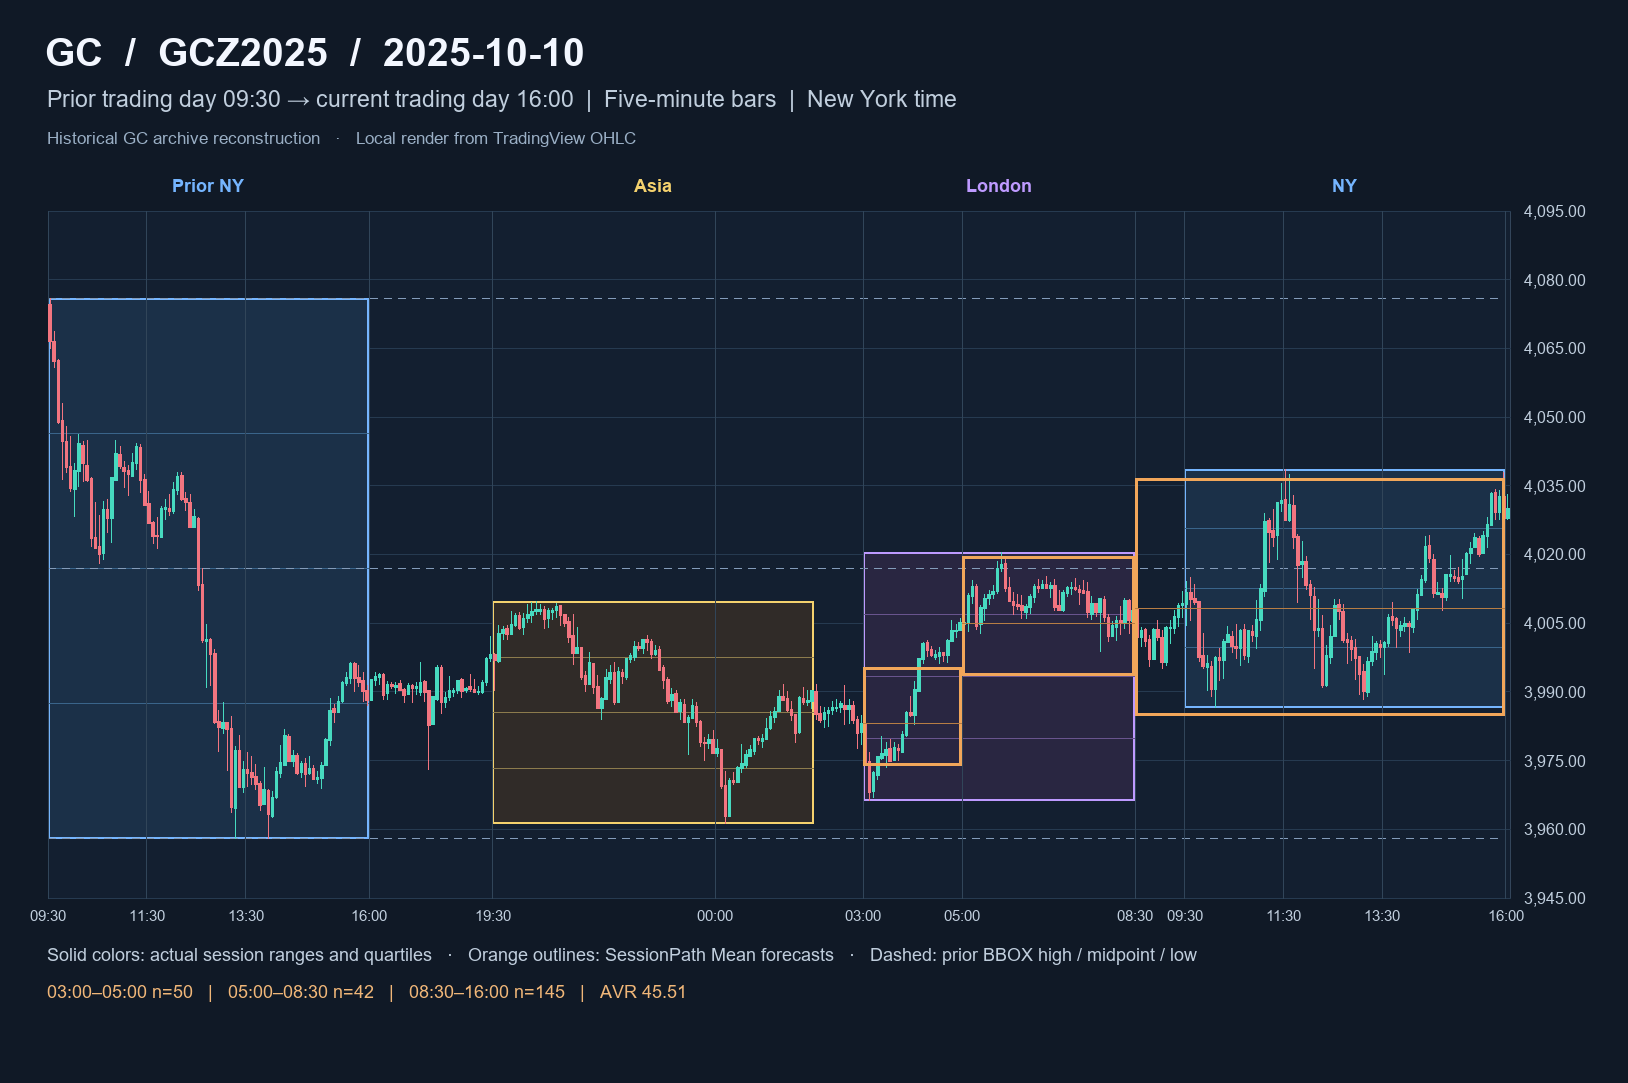 GC / GCZ2025 / 2025-10-10
Prior trading day 09:30 → current trading day 16:00 | Five-minute bars | New York time
Historical GC archive reconstruction · Local render from TradingView OHLC
Prior NY Asia London NY
4,095.00
4,080.00
4,065.00
4,050.00
4,035.00
4,020.00
4,005.00
3,990.00
3,975.00
3,960.00
3,945.00
09:30 11:30 13:30 16:00 19:30 00:00 03:00 05:00 08:30 09:30 11:30 13:30 16:00
Solid colors: actual session ranges and quartiles · Orange outlines: SessionPath Mean forecasts · Dashed: prior BBOX high / midpoint / low
03:00–05:00 n=50 | 05:00–08:30 n=42 | 08:30–16:00 n=145 | AVR 45.51